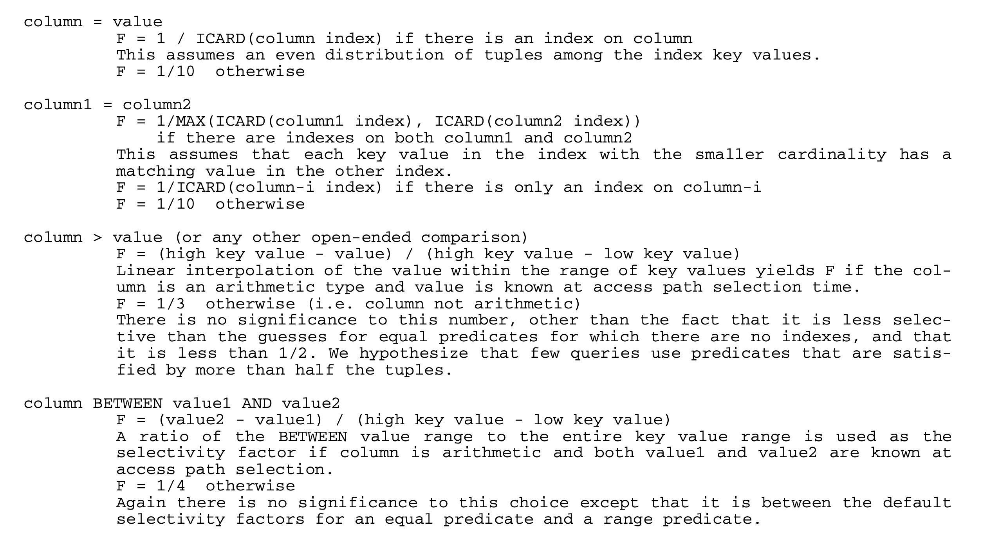 column = value
F = 1 / ICARD(column index) if there is an index on column
This assumes an even distribution of tuples among the index key values.
F = 1/10  otherwise
column1 = column2
F = 1/MAX(ICARD(column1 index), ICARD(column2 index))
if there are indexes on both column1 and column2
This assumes that each key value in the index with the smaller cardinality has a
matching value in the other index.
F = 1/ICARD(column-i index) if there is only an index on column-i
F = 1/10  otherwise
column > value (or any other open-ended comparison)
F = (high key value - value) / (high key value - low key value)
Linear interpolation of the value within the range of key values yields F if the col-
umn is an arithmetic type and value is known at access path selection time.
F = 1/3  otherwise (i.e. column not arithmetic)
There is no significance to this number, other than the fact that it is less selec-
tive than the guesses for equal predicates for which there are no indexes, and that
it is less than 1/2. We hypothesize that few queries use predicates that are satis-
fied by more than half the tuples.
column BETWEEN value1 AND value2
F = (value2 - value1) / (high key value - low key value)
A ratio of the BETWEEN value range to the entire key value range is used as the
selectivity factor if column is arithmetic and both value1 and value2 are known at
access path selection.
F = 1/4  otherwise
Again there is no significance to this choice except that it is between the default
selectivity factors for an equal predicate and a range predicate.